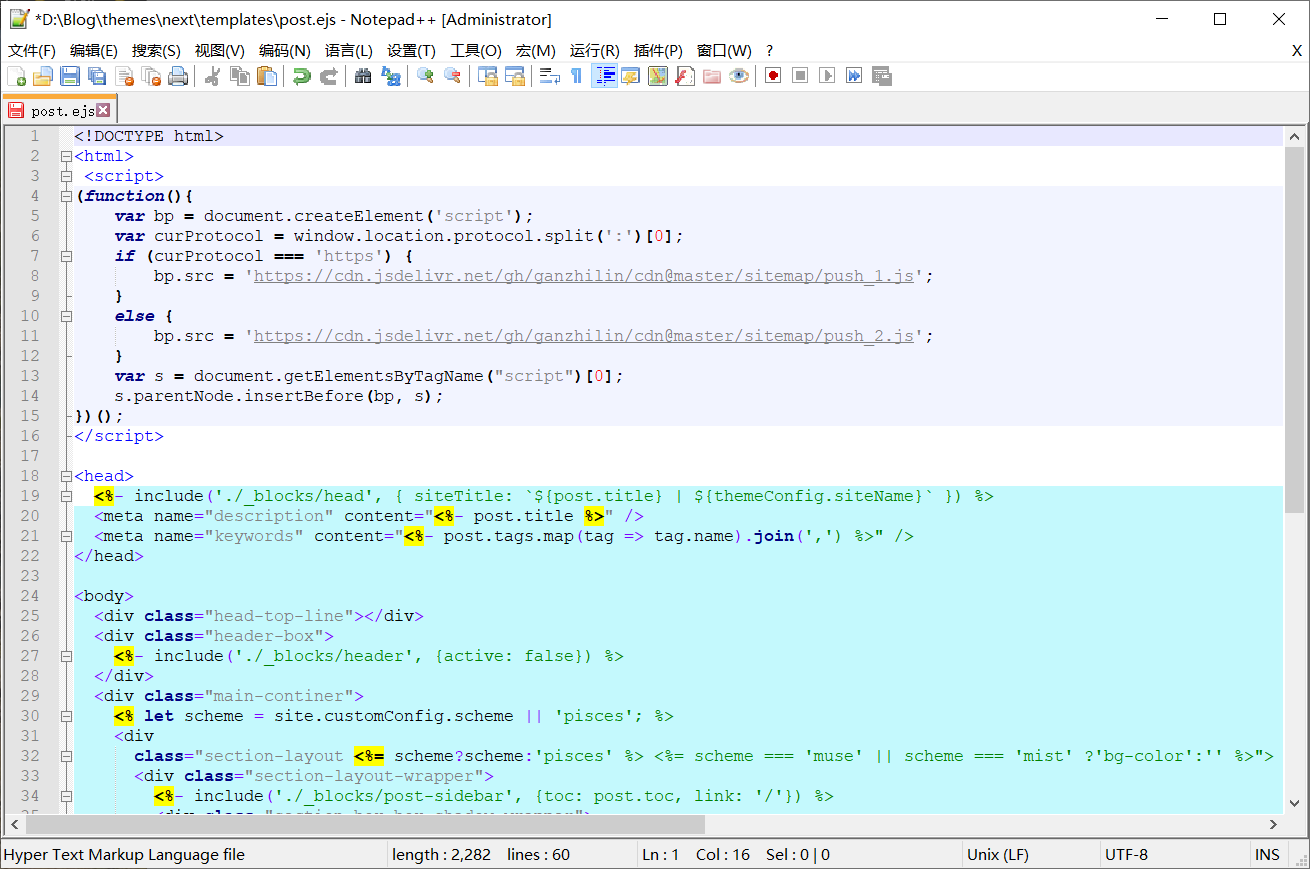 *D:\Blog\themes\next\templates\post.ejs - Notepad++ [Administrator]
文件(F) 编辑(E) 搜索(S) 视图(V) 编码(N) 语言(L) 设置(T) 工具(O) 宏(M) 运行(R) 插件(P) 窗口(W) ? X
post.ejs
1 <!DOCTYPE html>
2 <html>
3 <script>
4 (function(){
5 var bp = document.createElement('script');
6 var curProtocol = window.location.protocol.split(':')[0];
7 if (curProtocol === 'https') {
8 bp.src = 'https://cdn.jsdelivr.net/gh/ganzhilin/cdn@master/sitemap/push_1.js';
9 }
10 else {
11 bp.src = 'https://cdn.jsdelivr.net/gh/ganzhilin/cdn@master/sitemap/push_2.js';
12 }
13 var s = document.getElementsByTagName("script")[0];
14 s.parentNode.insertBefore(bp, s);
15 })();
16 </script>
17
18 <head>
19 <%- include('./_blocks/head', { siteTitle: `${post.title} | ${themeConfig.siteName}` }) %>
20 <meta name="description" content="<%- post.title %>" />
21 <meta name="keywords" content="<%- post.tags.map(tag => tag.name).join(',') %>" />
22 </head>
23
24 <body>
25 <div class="head-top-line"></div>
26 <div class="header-box">
27 <%- include('./_blocks/header', {active: false}) %>
28 </div>
29 <div class="main-continer">
30 <% let scheme = site.customConfig.scheme || 'pisces'; %>
31 <div
32 class="section-layout <%= scheme?scheme:'pisces' %> <%= scheme === 'muse' || scheme === 'mist' ?'bg-color':'' %>">
33 <div class="section-layout-wrapper">
34 <%- include('./_blocks/post-sidebar', {toc: post.toc, link: '/'}) %>
Hyper Text Markup Language file length : 2,282 lines : 60 Ln : 1 Col : 16 Sel : 0 | 0 Unix (LF) UTF-8 INS